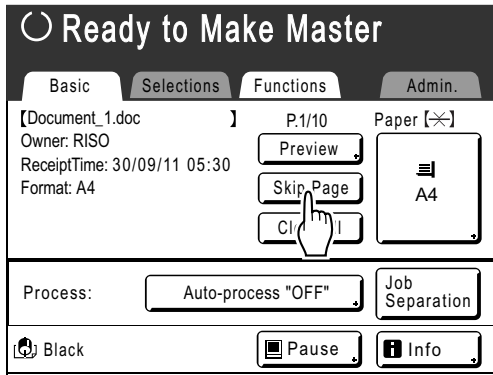 Ready to Make Master
Basic Selections Functions Admin.
【Document_1.doc 】 P.1/10 Paper【 】
Owner: RISO Preview
ReceiptTime: 30/09/11 05:30
Format: A4 Skip Page A4
Process: Auto-process "OFF" Job Separation
Black Pause Info